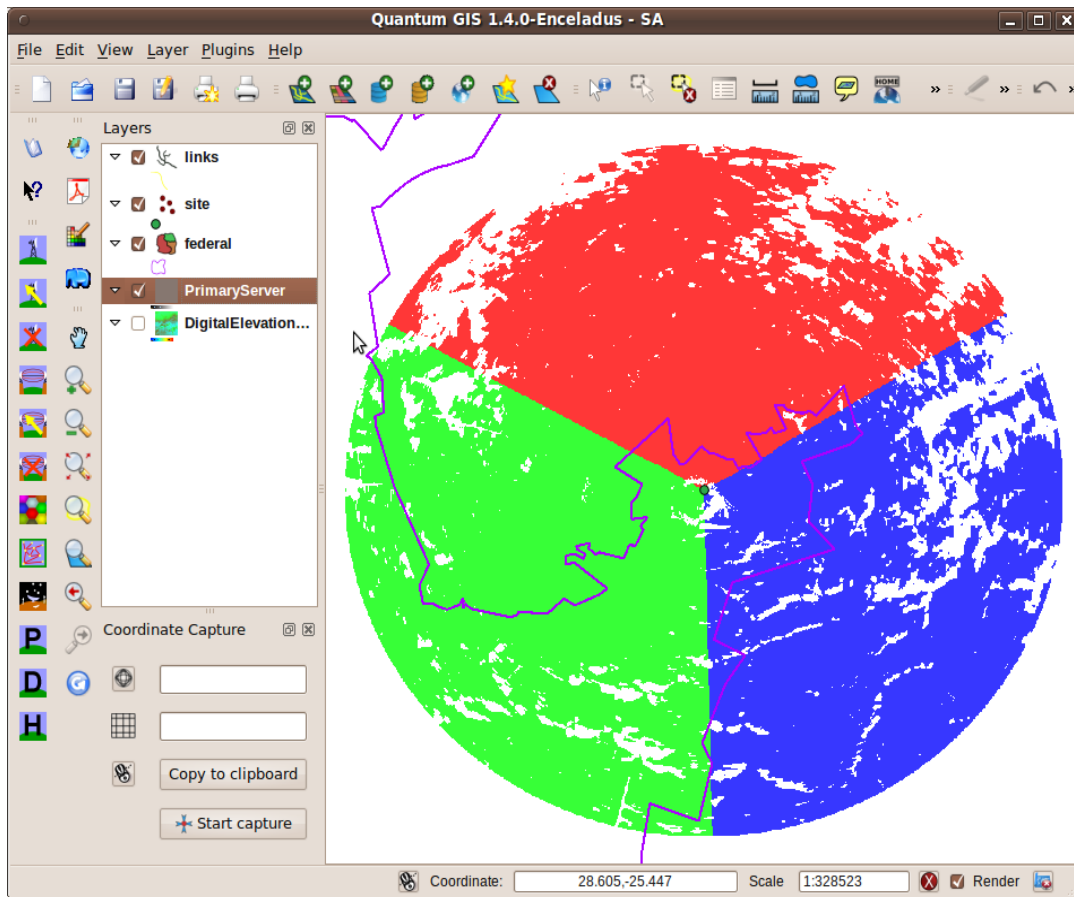 Quantum GIS 1.4.0-Enceladus - SA
File Edit View Layer Plugins Help
HOME
» » »
Layers
links
site
federal
PrimaryServer
DigitalElevation...
P
D
H
Coordinate Capture
Copy to clipboard
Start capture
Coordinate: 28.605,-25.447 Scale 1:328523 Render